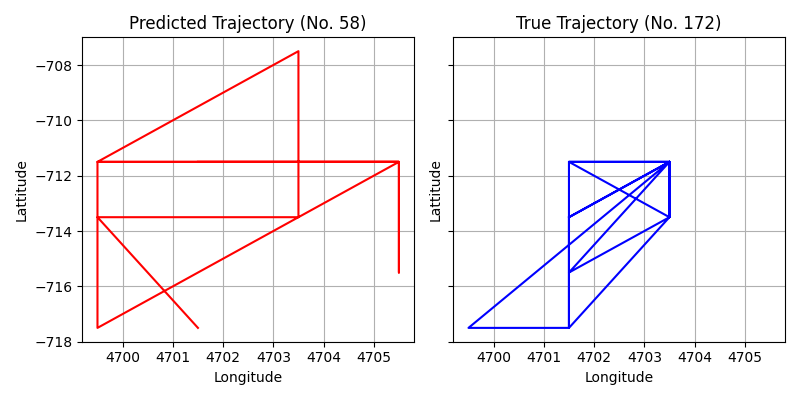 Predicted Trajectory (No. 58)
True Trajectory (No. 172)
−708
−710
−712
−714
−716
−718
Lattitude
Lattitude
4700 4701 4702 4703 4704 4705
4700 4701 4702 4703 4704 4705
Longitude
Longitude